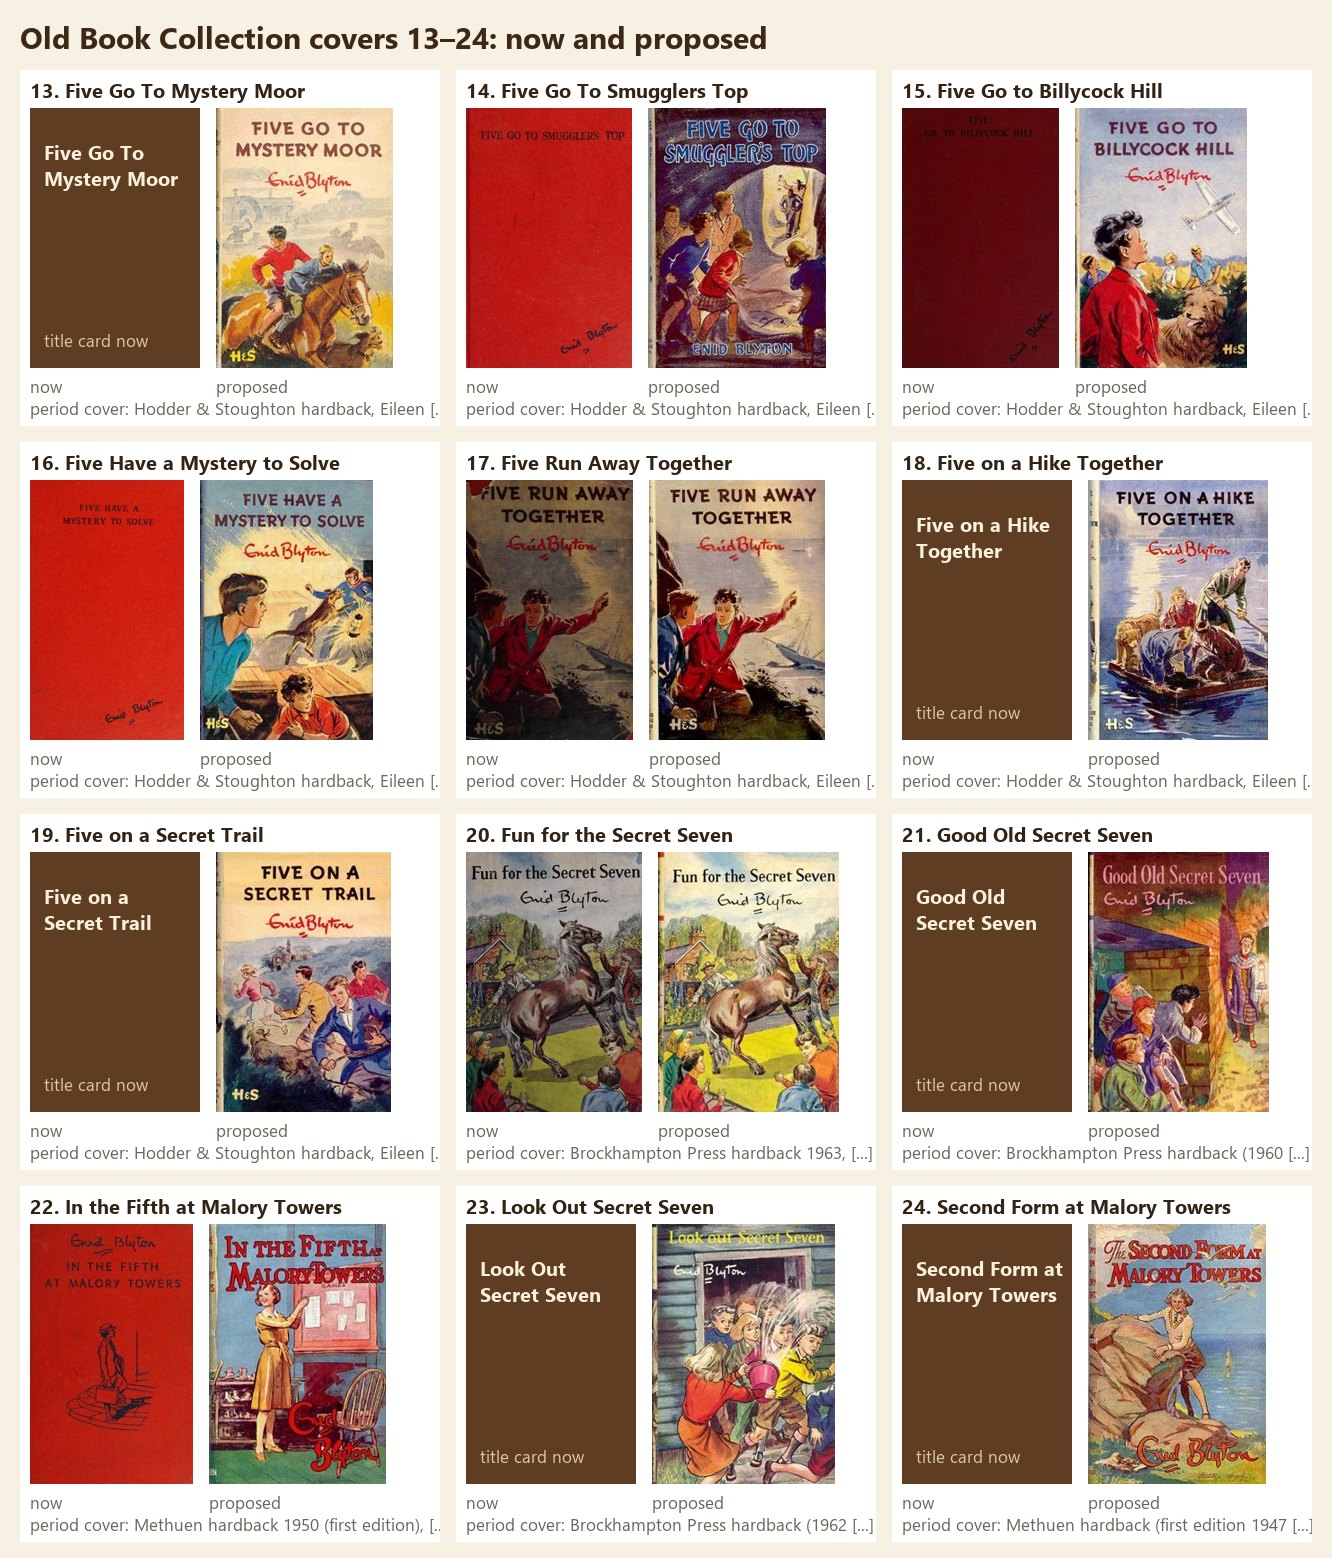 Old Book Collection covers 13–24: now and proposed
13. Five Go To Mystery Moor
Five Go To
Mystery Moor
title card now
FIVE GO TO
MYSTERY MOOR
Enid Blyton
H&S
now
proposed
period cover: Hodder & Stoughton hardback, Eileen [.
14. Five Go To Smugglers Top
FIVE GO TO SMUGGLER'S TOP
Enid Blyton
FIVE GO TO
SMUGGLER'S TOP
ENID BLYTON
now
proposed
period cover: Hodder & Stoughton hardback, Eileen [.
15. Five Go to Billycock Hill
FIVE
GO TO BILLYCOCK HILL
Enid Blyton
FIVE GO TO
BILLYCOCK HILL
Enid Blyton
H&S
now
proposed
period cover: Hodder & Stoughton hardback, Eileen [.
16. Five Have a Mystery to Solve
FIVE HAVE A
MYSTERY TO SOLVE
Enid Blyton
FIVE HAVE A
MYSTERY TO SOLVE
Enid Blyton
H&S
now
proposed
period cover: Hodder & Stoughton hardback, Eileen [.
17. Five Run Away Together
FIVE RUN AWAY
TOGETHER
Enid Blyton
H&S
FIVE RUN AWAY
TOGETHER
Enid Blyton
H&S
now
proposed
period cover: Hodder & Stoughton hardback, Eileen [.
18. Five on a Hike Together
Five on a Hike
Together
title card now
FIVE ON A HIKE
TOGETHER
Enid Blyton
H&S
now
proposed
period cover: Hodder & Stoughton hardback, Eileen [.
19. Five on a Secret Trail
Five on a
Secret Trail
title card now
FIVE ON A
SECRET TRAIL
Enid Blyton
H&S
now
proposed
period cover: Hodder & Stoughton hardback, Eileen [.
20. Fun for the Secret Seven
Fun for the Secret Seven
Enid Blyton
Fun for the Secret Seven
Enid Blyton
now
proposed
period cover: Brockhampton Press hardback 1963, [...]
21. Good Old Secret Seven
Good Old
Secret Seven
title card now
Good Old Secret Seven
Enid Blyton
now
proposed
period cover: Brockhampton Press hardback (1960 [...]
22. In the Fifth at Malory Towers
Enid Blyton
IN THE FIFTH
AT MALORY TOWERS
IN THE FIFTH AT
MALORY TOWERS
GAMES
Enid
Blyton
now
proposed
period cover: Methuen hardback 1950 (first edition), [..
23. Look Out Secret Seven
Look Out
Secret Seven
title card now
Look out Secret Seven
Enid Blyton
now
proposed
period cover: Brockhampton Press hardback (1962 [...]
24. Second Form at Malory Towers
Second Form at
Malory Towers
title card now
The SECOND FORM AT
MALORY TOWERS
Enid Blyton
now
proposed
period cover: Methuen hardback (first edition 1947 [...]